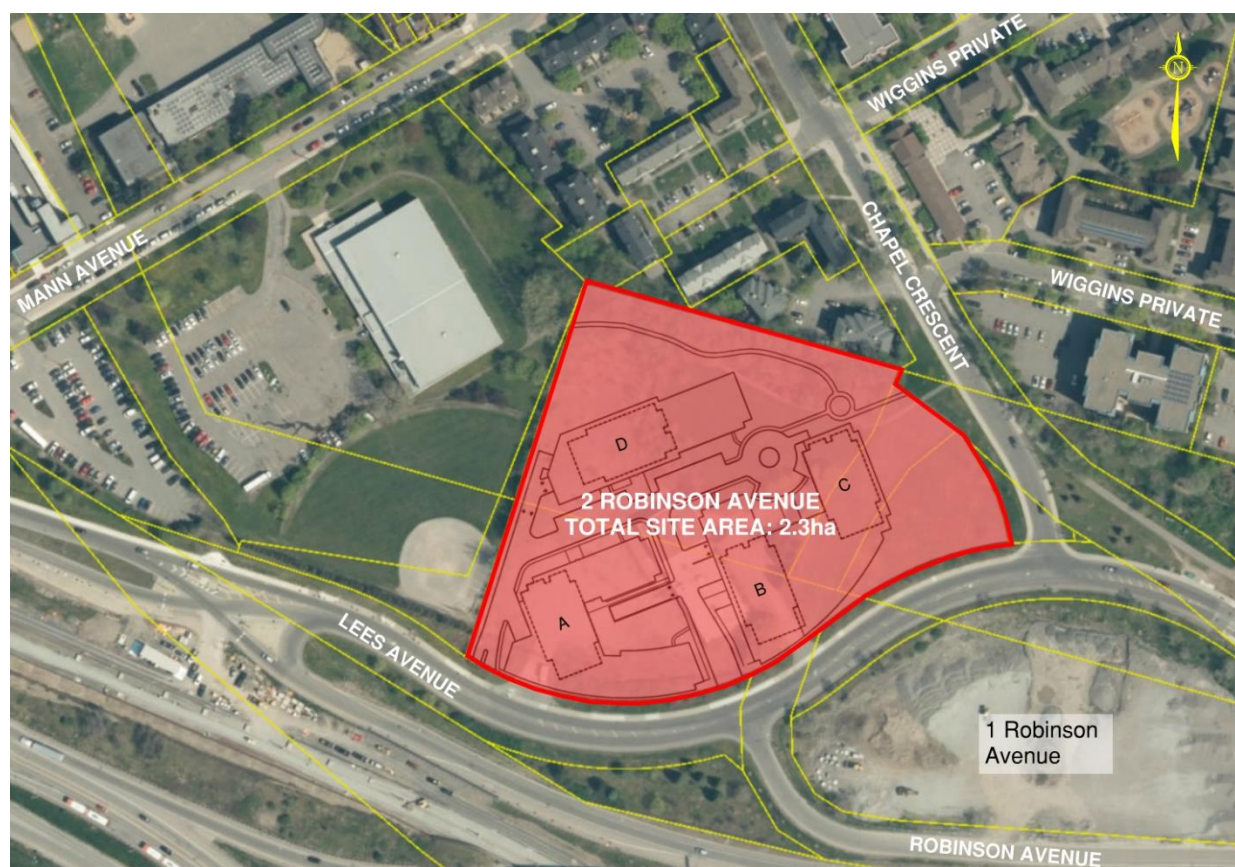 WIGGINS PRIVATE
N
MANN AVENUE
CHAPEL CRESCENT
WIGGINS PRIVATE
D
C
2 ROBINSON AVENUE
TOTAL SITE AREA: 2.3ha
B
A
LEES AVENUE
1 Robinson
Avenue
ROBINSON AVENUE